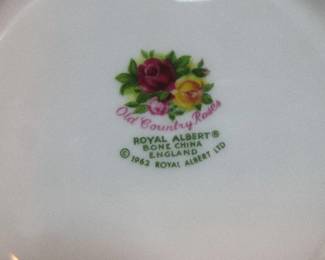 Old Country Roses
ROYAL ALBERT®
BONE CHINA
ENGLAND
© 1962 ROYAL ALBERT LTD